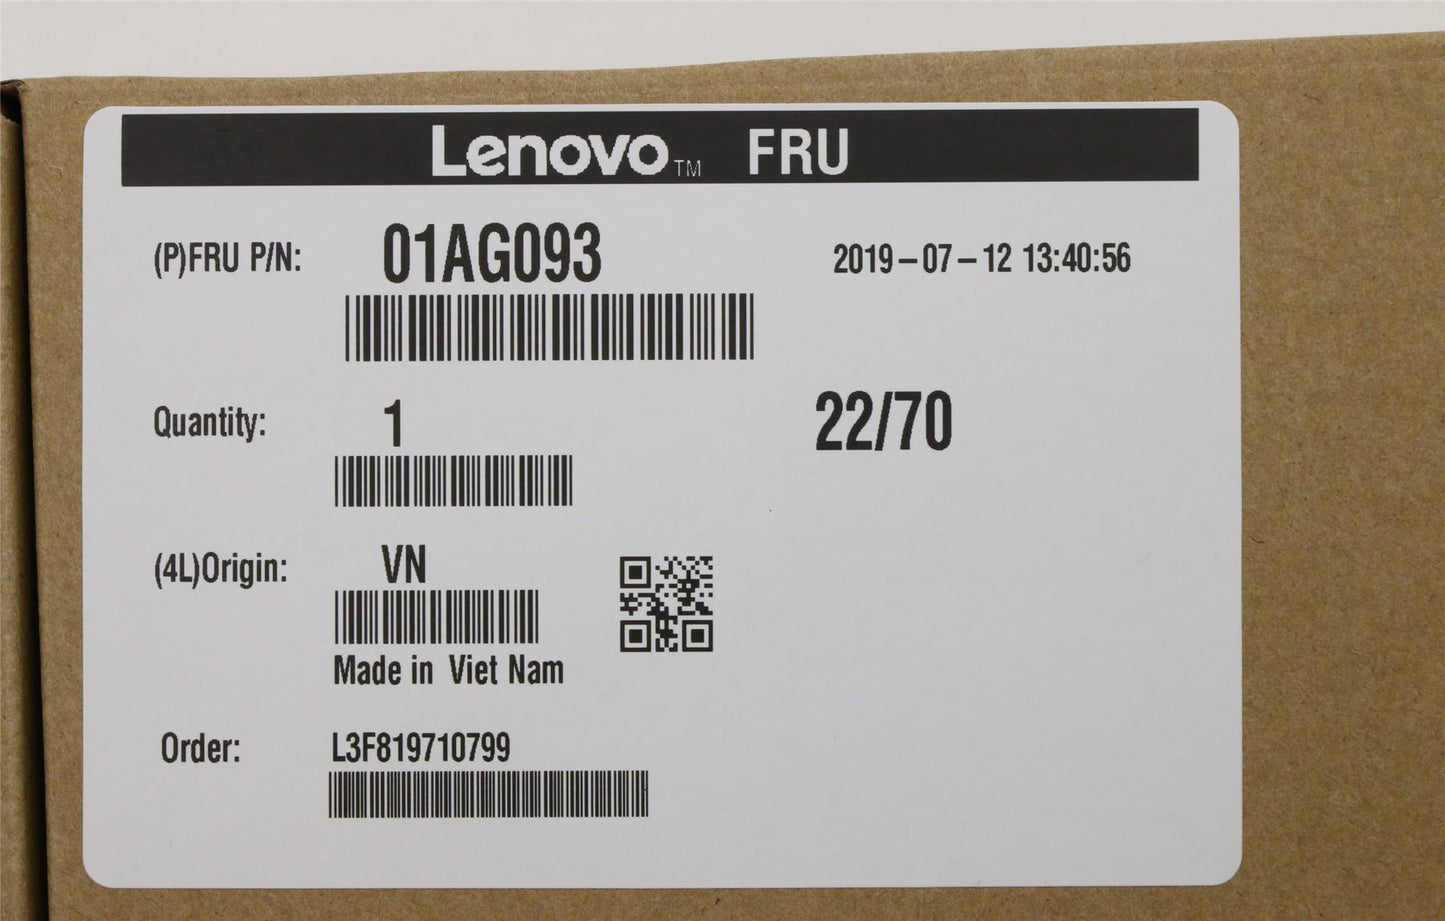 Lenovo™ FRU
(P)FRU P/N: 01AG093 2019-07-12 13:40:56
Quantity: 1 22/70
(4L)Origin: VN
Made in Viet Nam
Order: L3F819710799